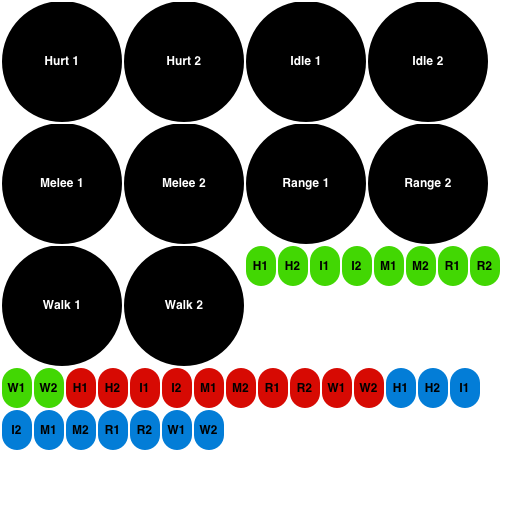 Hurt 1 Hurt 2 Idle 1 Idle 2
Melee 1 Melee 2 Range 1 Range 2
H1 H2 I1 I2 M1 M2 R1 R2
Walk 1 Walk 2
W1 W2 H1 H2 I1 I2 M1 M2 R1 R2 W1 W2 H1 H2 I1
I2 M1 M2 R1 R2 W1 W2